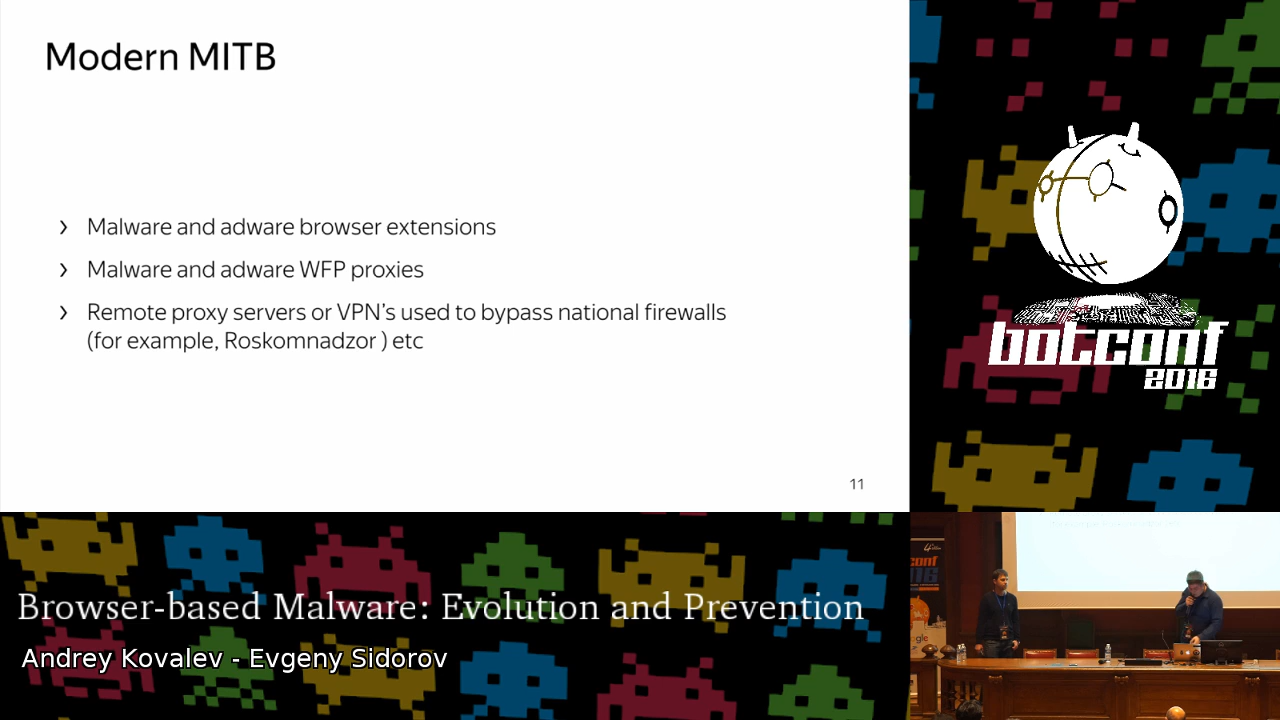 Modern MITB
› Malware and adware browser extensions
› Malware and adware WFP proxies
› Remote proxy servers or VPN’s used to bypass national firewalls
(for example, Roskomnadzor ) etc
11
botconf
2016
Browser-based Malware: Evolution and Prevention
Andrey Kovalev - Evgeny Sidorov